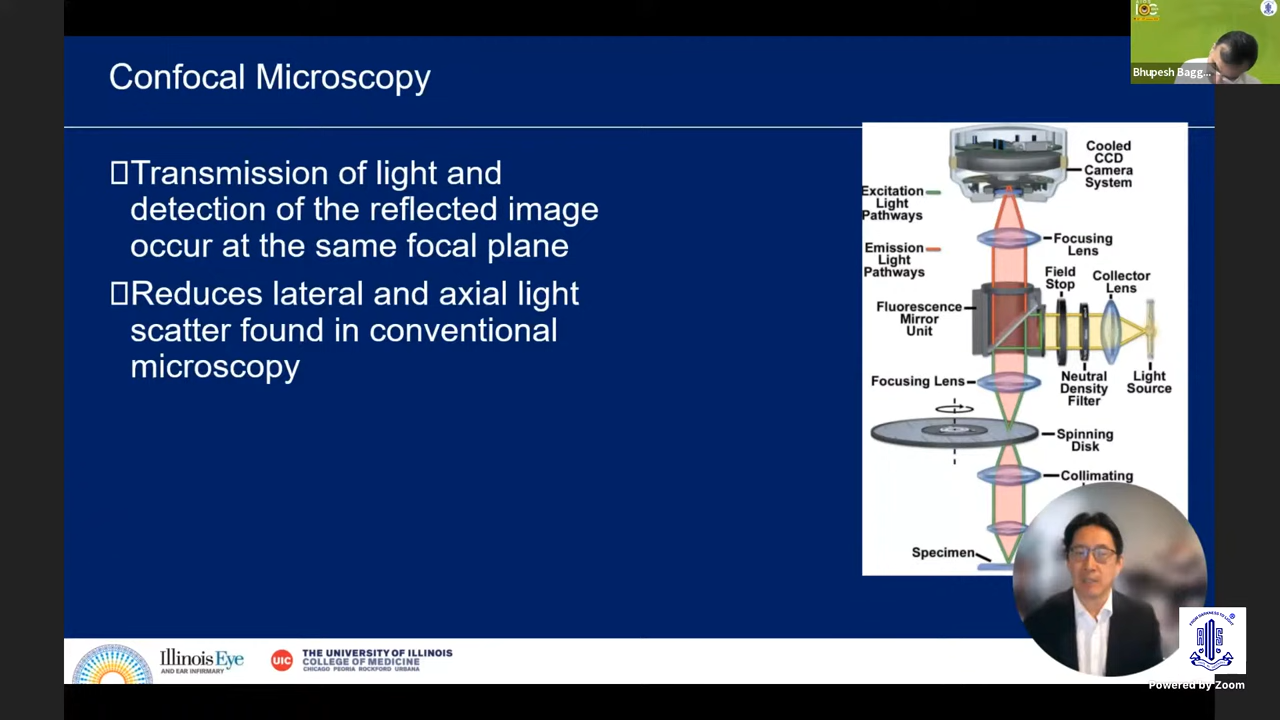 Confocal Microscopy
Transmission of light and
detection of the reflected image
occur at the same focal plane
Reduces lateral and axial light
scatter found in conventional
microscopy
Cooled
CCD
Camera
System
Excitation
Light
Pathways
Focusing
Lens
Emission
Light
Pathways
Field
Stop
Collector
Lens
Fluorescence
Mirror
Unit
Focusing Lens
Neutral
Density
Filter
Light
Source
Spinning
Disk
Collimating
Specimen
Illinois Eye
AND EAR INFIRMARY
UIC
THE UNIVERSITY OF ILLINOIS
COLLEGE OF MEDICINE
CHICAGO PEORIA ROCKFORD URBANA
Bhupesh Bagg...
Powered by Zoom